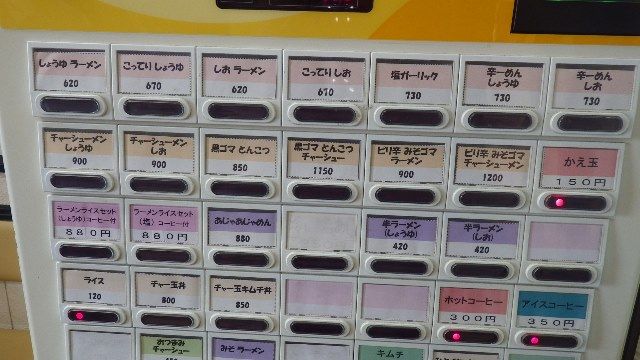 しょうゆ ラーメン
620
こってり しょうゆ
670
しお ラーメン
620
こってり しお
670
塩ガーリック
730
辛ーめん
しょうゆ
730
辛ーめん
しお
730
チャーシューメン
しょうゆ
900
チャーシューメン
しお
900
黒ゴマ とんこつ
850
黒ゴマ とんこつ
チャーシュー
1150
ピリ辛 みそゴマ
ラーメン
900
ピリ辛 みそゴマ
チャーシュー
1200
かえ玉
150円
ラーメンライスセット
(しょうゆ)コーヒー付
880円
ラーメンライスセット
(塩)コーヒー付
880円
あじゃあじゃめん
880
半ラーメン
(しょうゆ)
420
半ラーメン
(しお)
420
ライス
120
チャー玉丼
800
チャー玉キムチ丼
850
ホットコーヒー
300円
アイスコーヒー
350円
おつまみ
チャーシュー
みそ ラーメン
キムチ